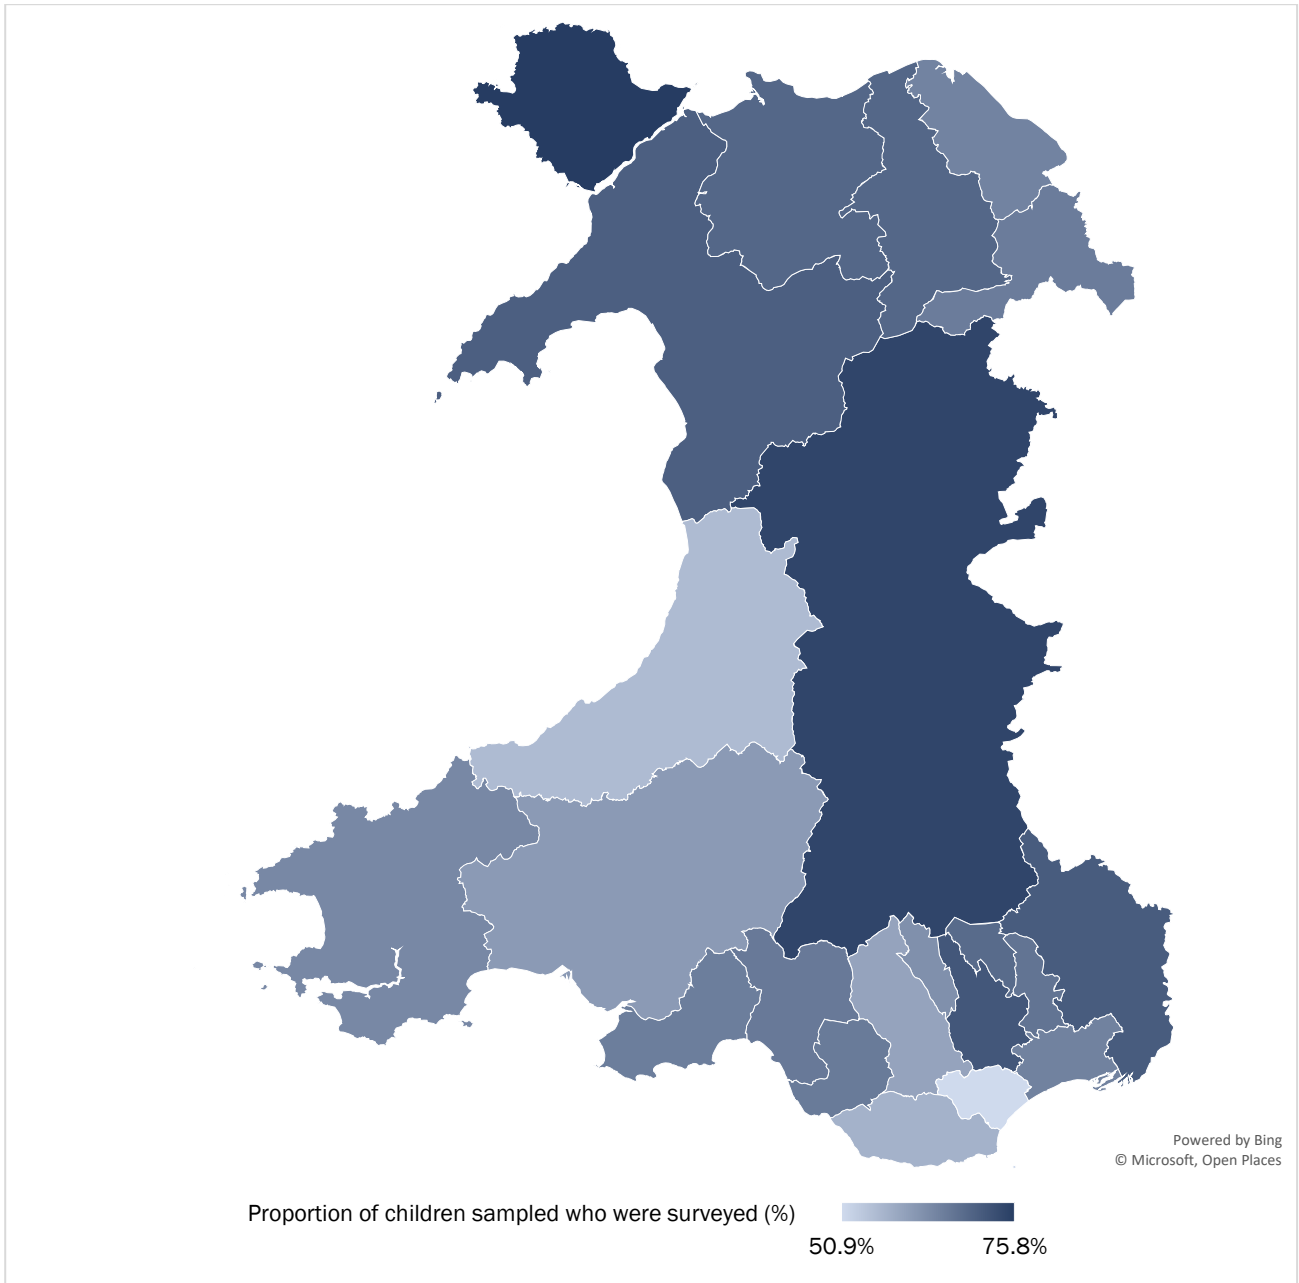 Powered by Bing
© Microsoft, Open Places
Proportion of children sampled who were surveyed (%)
50.9% 75.8%